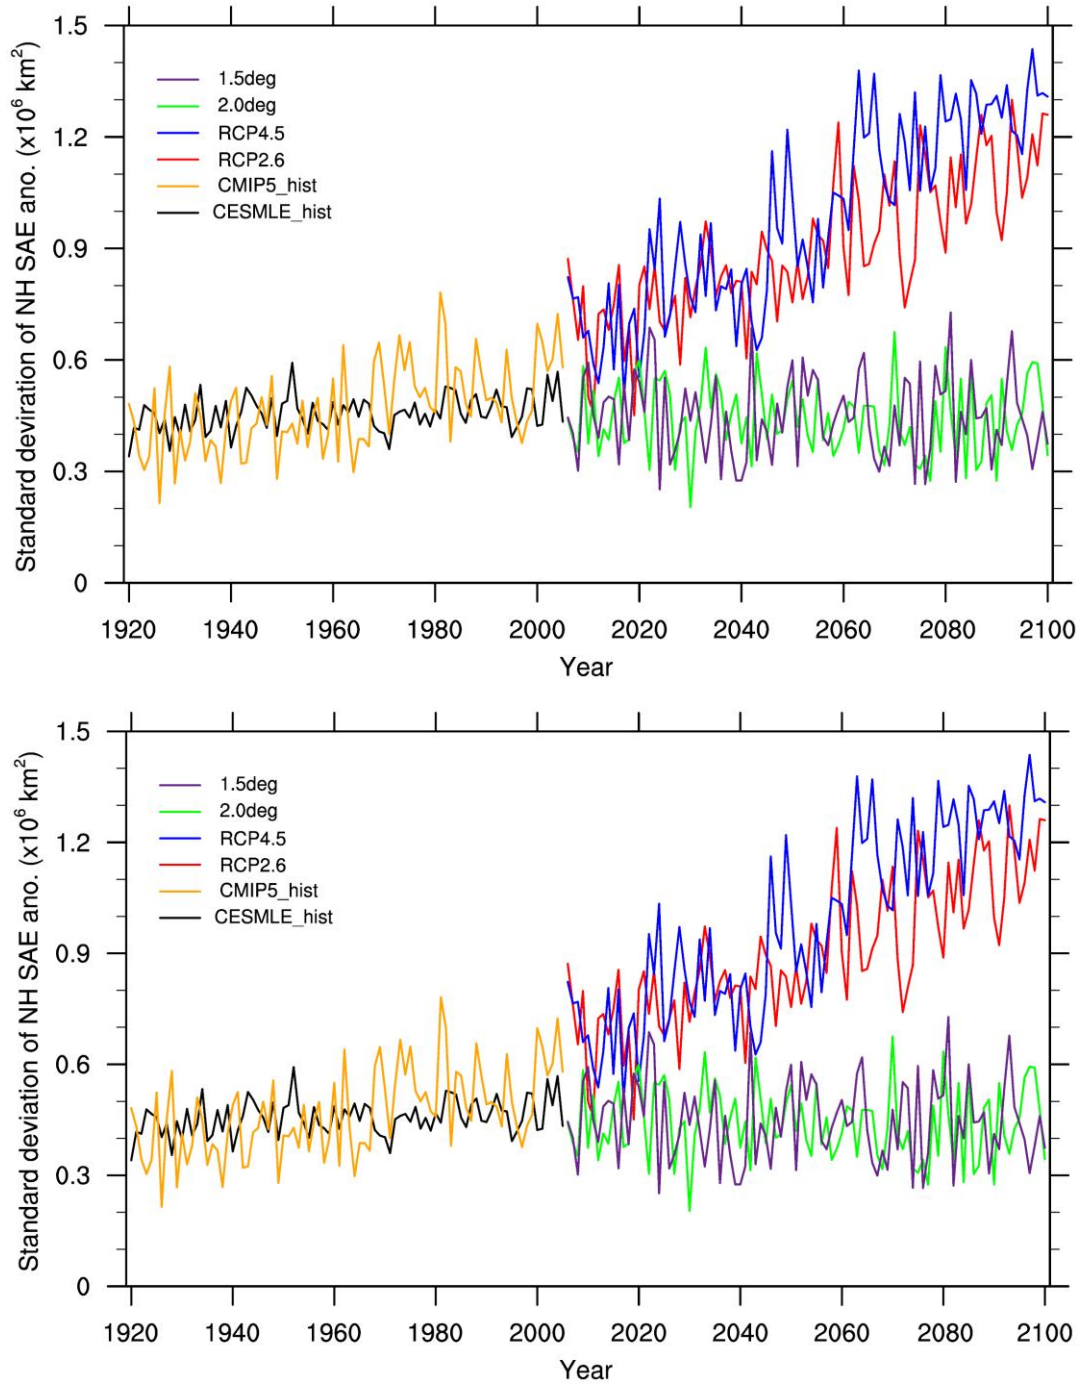 Standard deviration of NH SAE ano. (x10⁶ km²)
1.5
1.2
0.9
0.6
0.3
0
1.5deg
2.0deg
RCP4.5
RCP2.6
CMIP5_hist
CESMLE_hist
1920 1940 1960 1980 2000 2020 2040 2060 2080 2100
Year
Standard deviation of NH SAE ano. (x10⁶ km²)
1.5
1.2
0.9
0.6
0.3
0
1.5deg
2.0deg
RCP4.5
RCP2.6
CMIP5_hist
CESMLE_hist
1920 1940 1960 1980 2000 2020 2040 2060 2080 2100
Year